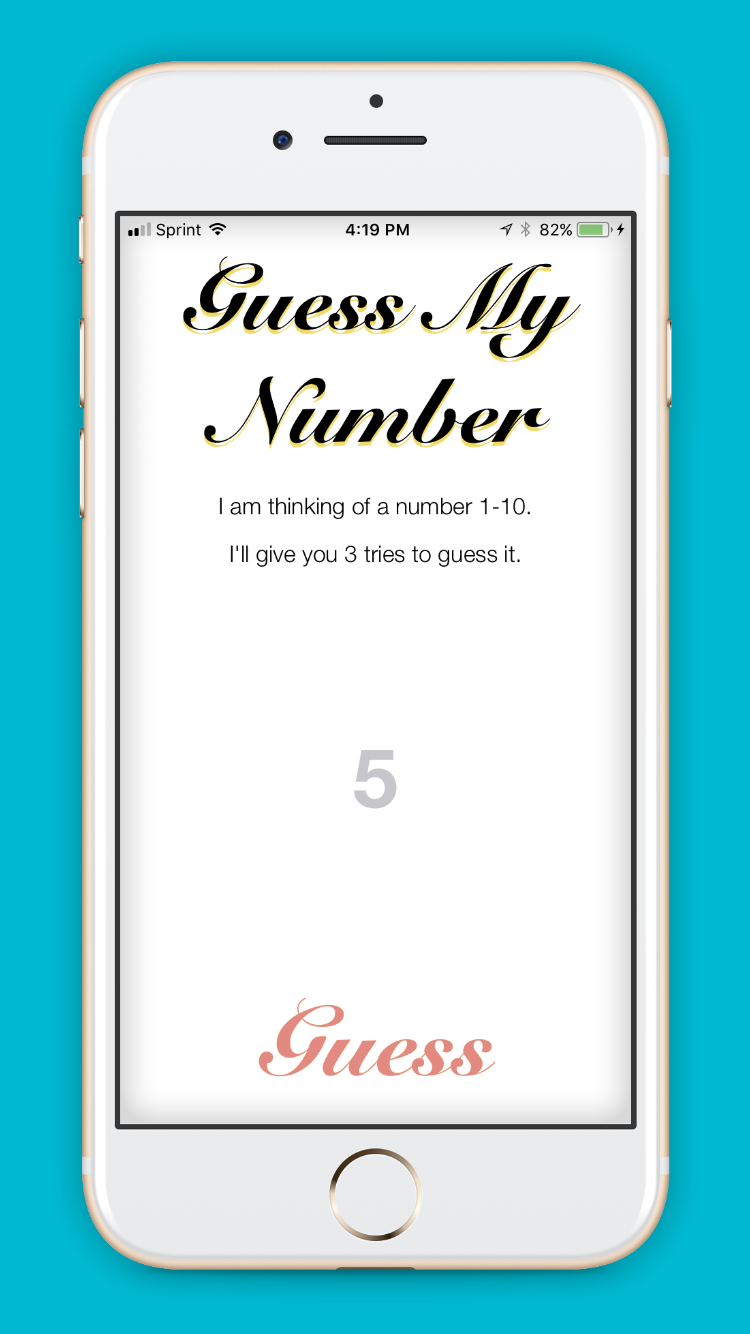 Sprint 4:19 PM 82%
Guess My
Number
I am thinking of a number 1-10.
I'll give you 3 tries to guess it.
5
Guess